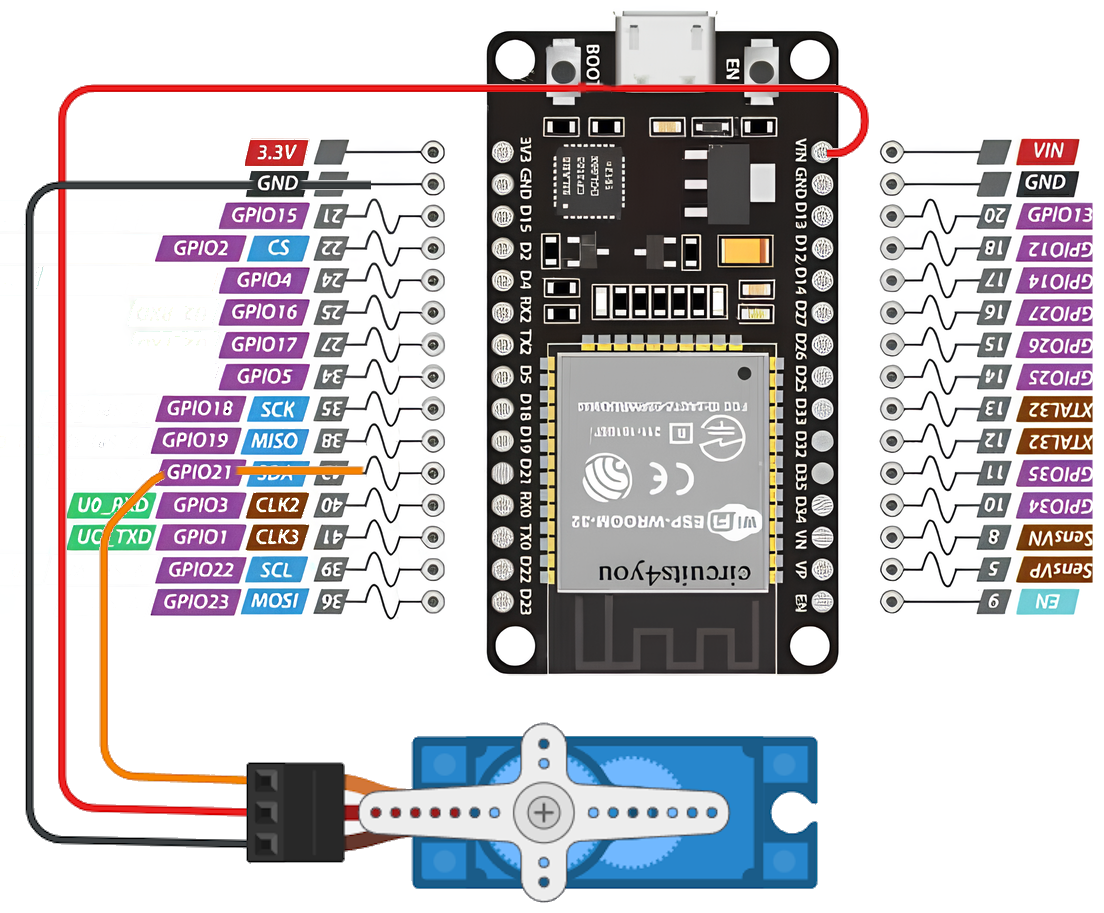 BOOT
EN
3.3V
GND
GPIO15 21
GPIO2 CS 22
GPIO4 24
GPIO16 25
GPIO17 27
GPIO5 34
GPIO18 SCK 35
GPIO19 MISO 38
GPIO21 SDA
U0_RXD GPIO3 CLK2 40
U0_TXD GPIO1 CLK3 41
GPIO22 SCL 39
GPIO23 MOSI 36
3V3
GND
D15
D2
D4
RX2
TX2
D5
D18
D19
D21
RX0
TX0
D22
D23
VIN
GND
D13
D12
D14
D27
D26
D25
D33
D32
D35
D34
VN
VP
EN
CE
WiFi ESP-WROOM-32
circuits4you
VIN
GND
20 GPIO13
18 GPIO12
17 GPIO14
16 GPIO27
15 GPIO26
14 GPIO25
13 XTAL32
12 XTAL32
11 GPIO35
10 GPIO34
8 SensVN
5 SensVP
9 EN